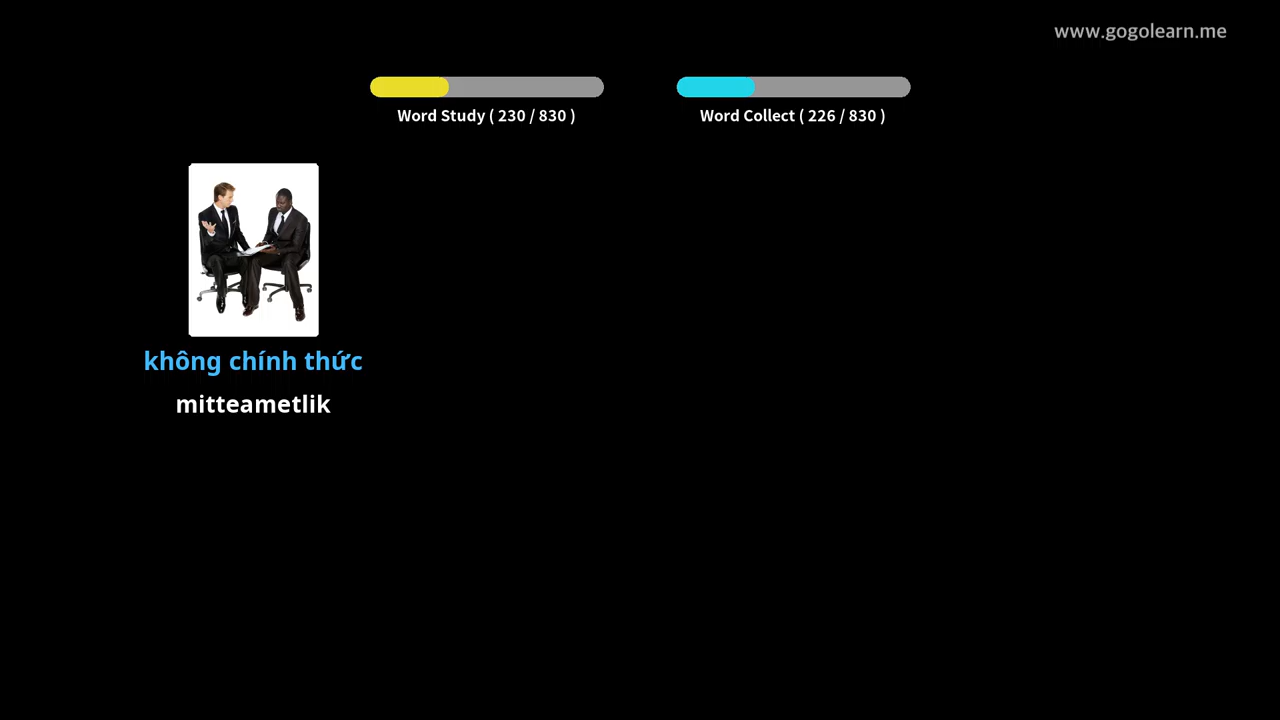 www.gogolearn.me
Word Study ( 230 / 830 )
Word Collect ( 226 / 830 )
không chính thức
mitteametlik